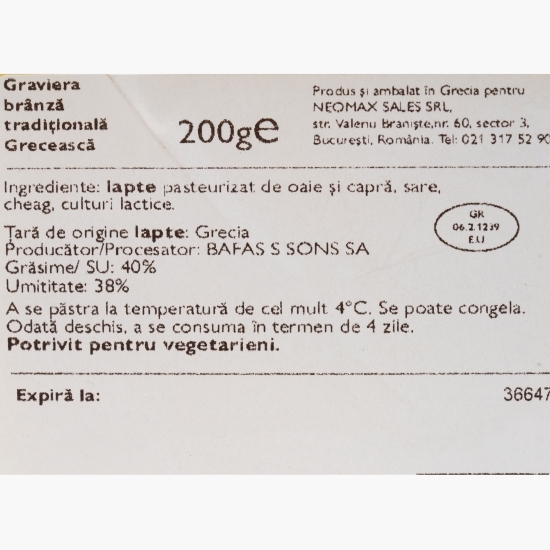 Graviera
brânză
tradițională
Grecească
200g℮
Produs și ambalat în Grecia pentru
NEOMAX SALES SRL,
str. Valeriu Braniște,nr. 60, sector 3,
București, România. Tel: 021 317 52 90
Ingrediente: lapte pasteurizat de oaie și capră, sare,
cheag, culturi lactice.
GR
06.2.1239
E.U
Țară de origine lapte: Grecia
Producător/Procesator: BAFAS S SONS SA
Grăsime/ SU: 40%
Umititate: 38%
A se păstra la temperatură de cel mult 4°C. Se poate congela.
Odată deschis, a se consuma în termen de 4 zile.
Potrivit pentru vegetarieni.
Expiră la:
36647